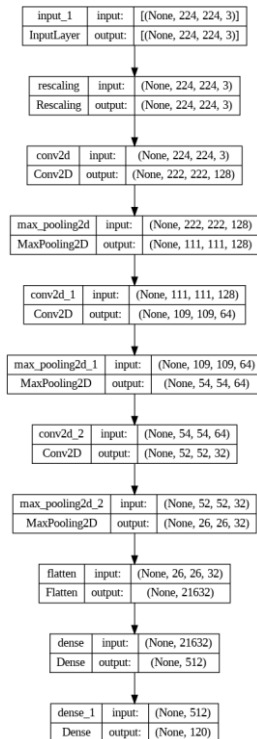 input_1 input: [(None, 224, 224, 3)]
InputLayer output: [(None, 224, 224, 3)]
rescaling input: (None, 224, 224, 3)
Rescaling output: (None, 224, 224, 3)
conv2d input: (None, 224, 224, 3)
Conv2D output: (None, 222, 222, 128)
max_pooling2d input: (None, 222, 222, 128)
MaxPooling2D output: (None, 111, 111, 128)
conv2d_1 input: (None, 111, 111, 128)
Conv2D output: (None, 109, 109, 64)
max_pooling2d_1 input: (None, 109, 109, 64)
MaxPooling2D output: (None, 54, 54, 64)
conv2d_2 input: (None, 54, 54, 64)
Conv2D output: (None, 52, 52, 32)
max_pooling2d_2 input: (None, 52, 52, 32)
MaxPooling2D output: (None, 26, 26, 32)
flatten input: (None, 26, 26, 32)
Flatten output: (None, 21632)
dense input: (None, 21632)
Dense output: (None, 512)
dense_1 input: (None, 512)
Dense output: (None, 120)